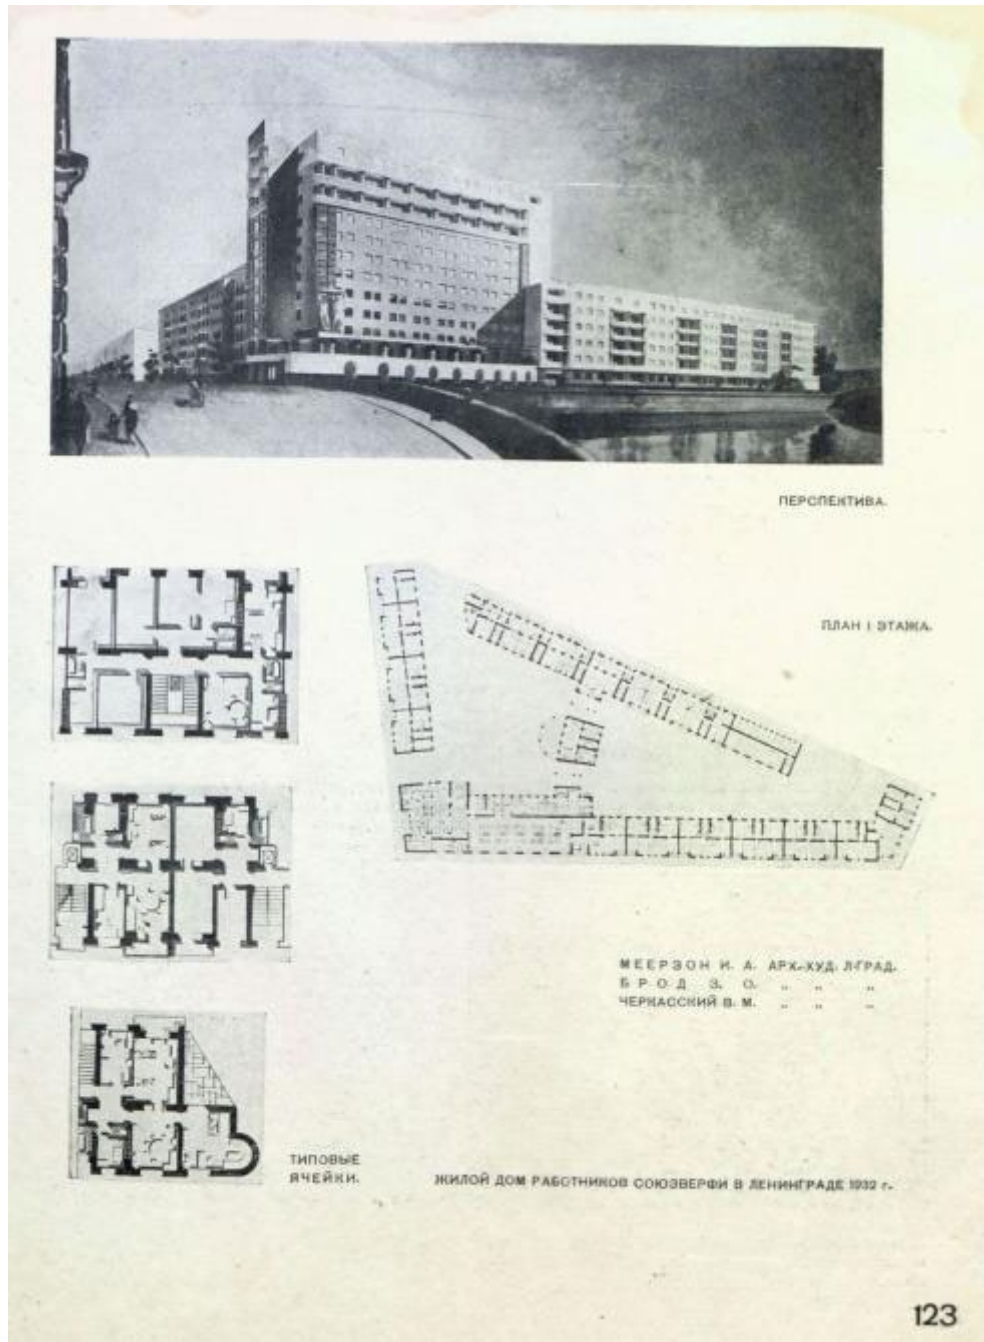 ПЕРСПЕКТИВА.
ПЛАН I ЭТАЖА.
МЕЕРЗОН И. А. АРХ.-ХУД. Л-ГРАД.
БРОД З. О. „ „ „
ЧЕРКАССКИЙ В. М. „ „ „
ТИПОВЫЕ
ЯЧЕЙКИ.
ЖИЛОЙ ДОМ РАБОТНИКОВ СОЮЗВЕРФИ В ЛЕНИНГРАДЕ 1932 г.
123